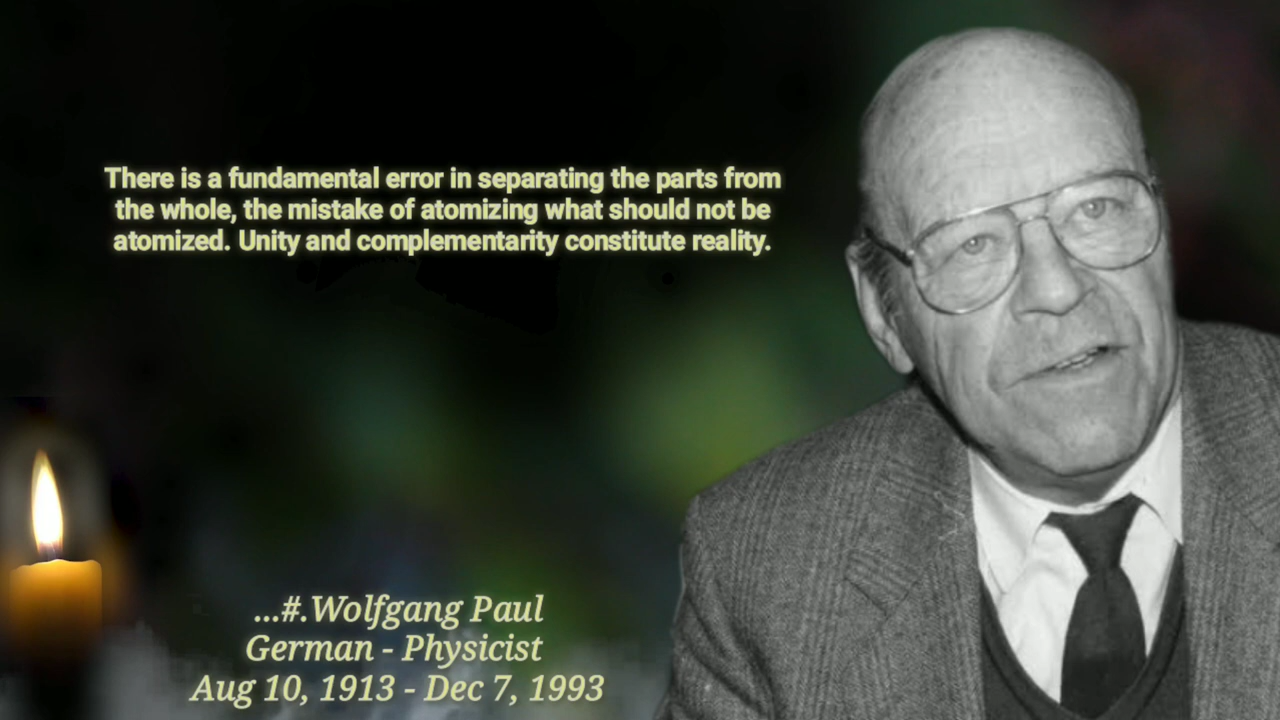 There is a fundamental error in separating the parts from
the whole, the mistake of atomizing what should not be
atomized. Unity and complementarity constitute reality.
...#.Wolfgang Paul
German - Physicist
Aug 10, 1913 - Dec 7, 1993